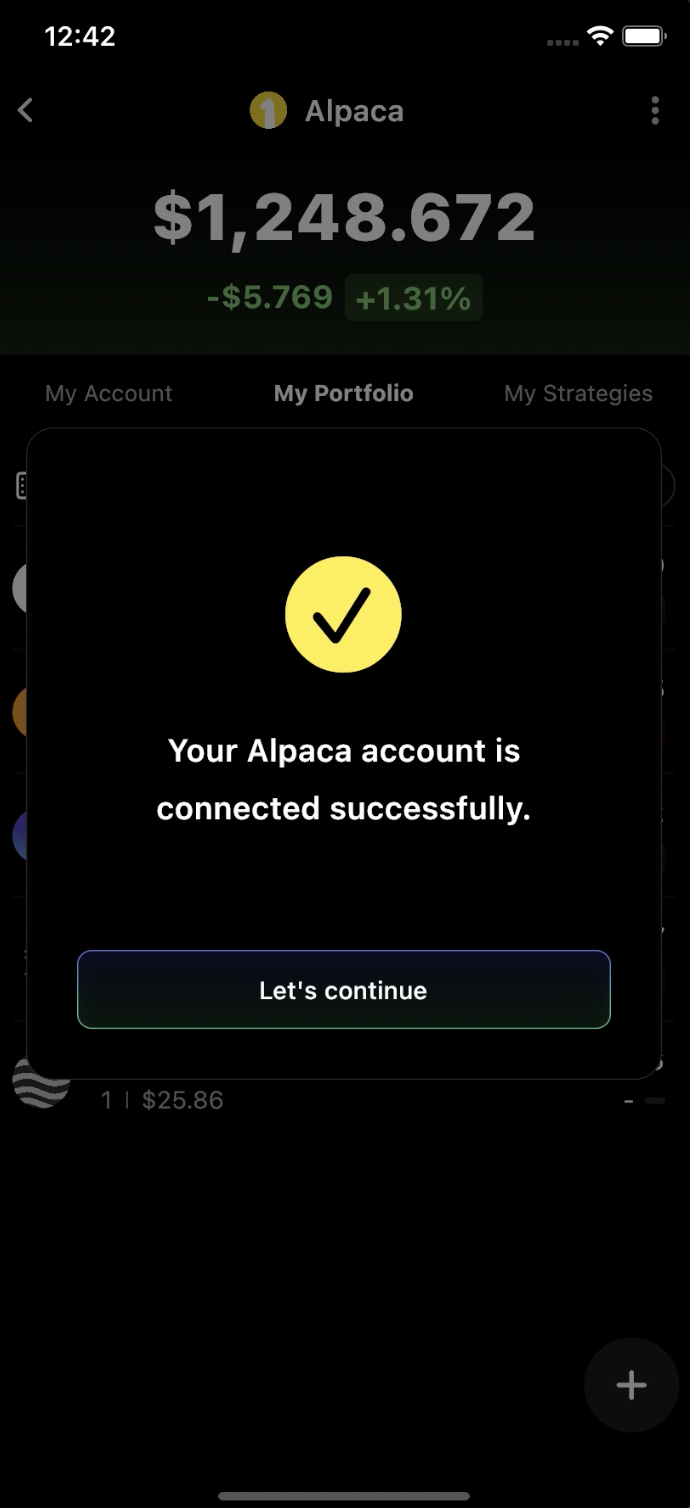 12:42
Alpaca
$1,248.672
-$5.769 +1.31%
My Account My Portfolio My Strategies
Your Alpaca account is
connected successfully.
Let's continue
1 | $25.86
-
+